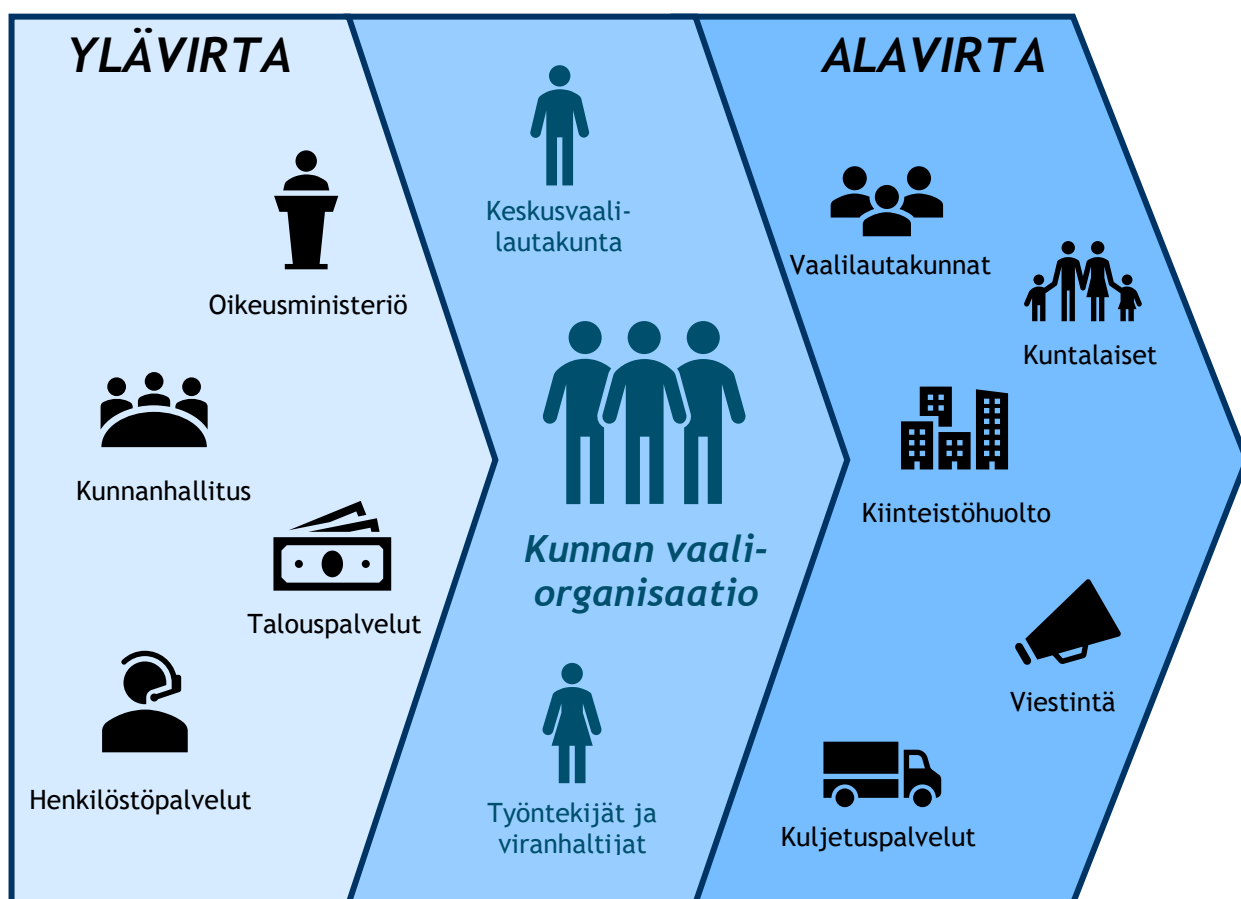 YLÄVIRTA
Oikeusministeriö
Kunnanhallitus
Talouspalvelut
Henkilöstöpalvelut
Keskusvaali-
lautakunta
Kunnan vaali-
organisaatio
Työntekijät ja
viranhaltijat
ALAVIRTA
Vaalilautakunnat
Kuntalaiset
Kiinteistöhuolto
Viestintä
Kuljetuspalvelut